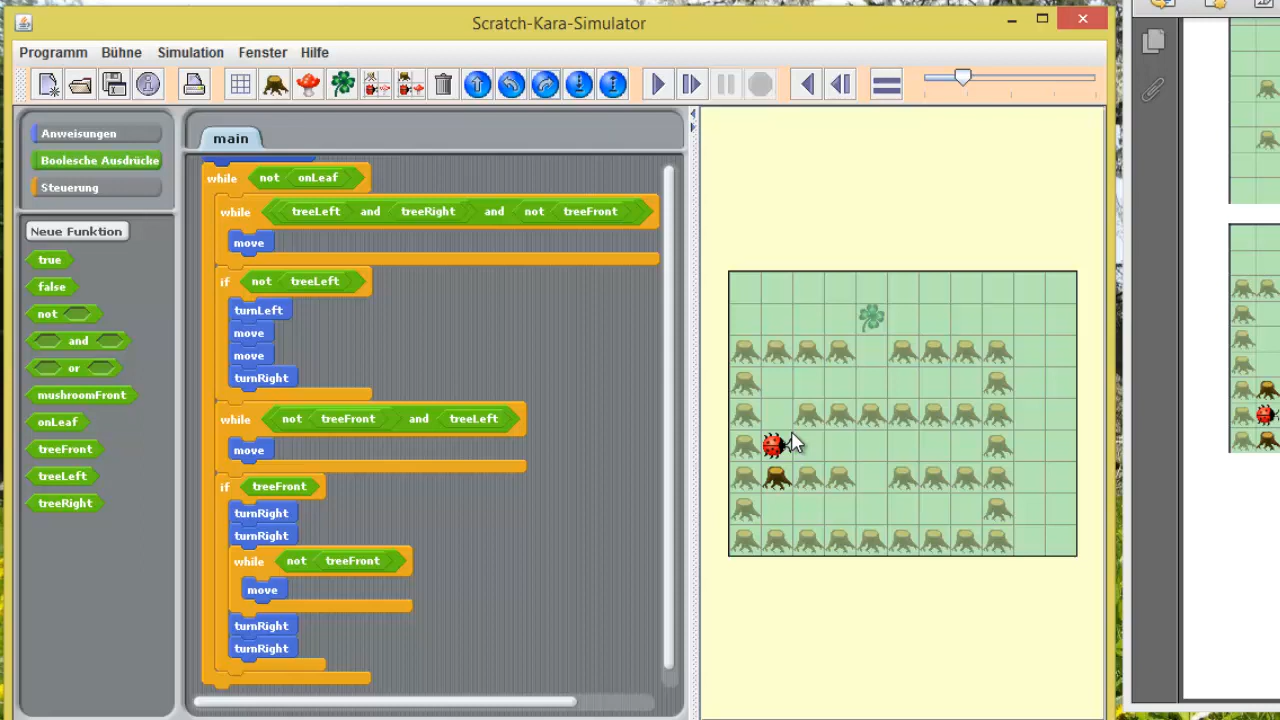 Scratch-Kara-Simulator
Programm Bühne Simulation Fenster Hilfe
Anweisungen
Boolesche Ausdrücke
Steuerung
Neue Funktion
true
false
not
and
or
mushroomFront
onLeaf
treeFront
treeLeft
treeRight
main
while not onLeaf
while treeLeft and treeRight and not treeFront
move
if not treeLeft
turnLeft
move
move
turnRight
while not treeFront and treeLeft
move
if treeFront
turnRight
turnRight
while not treeFront
move
turnRight
turnRight